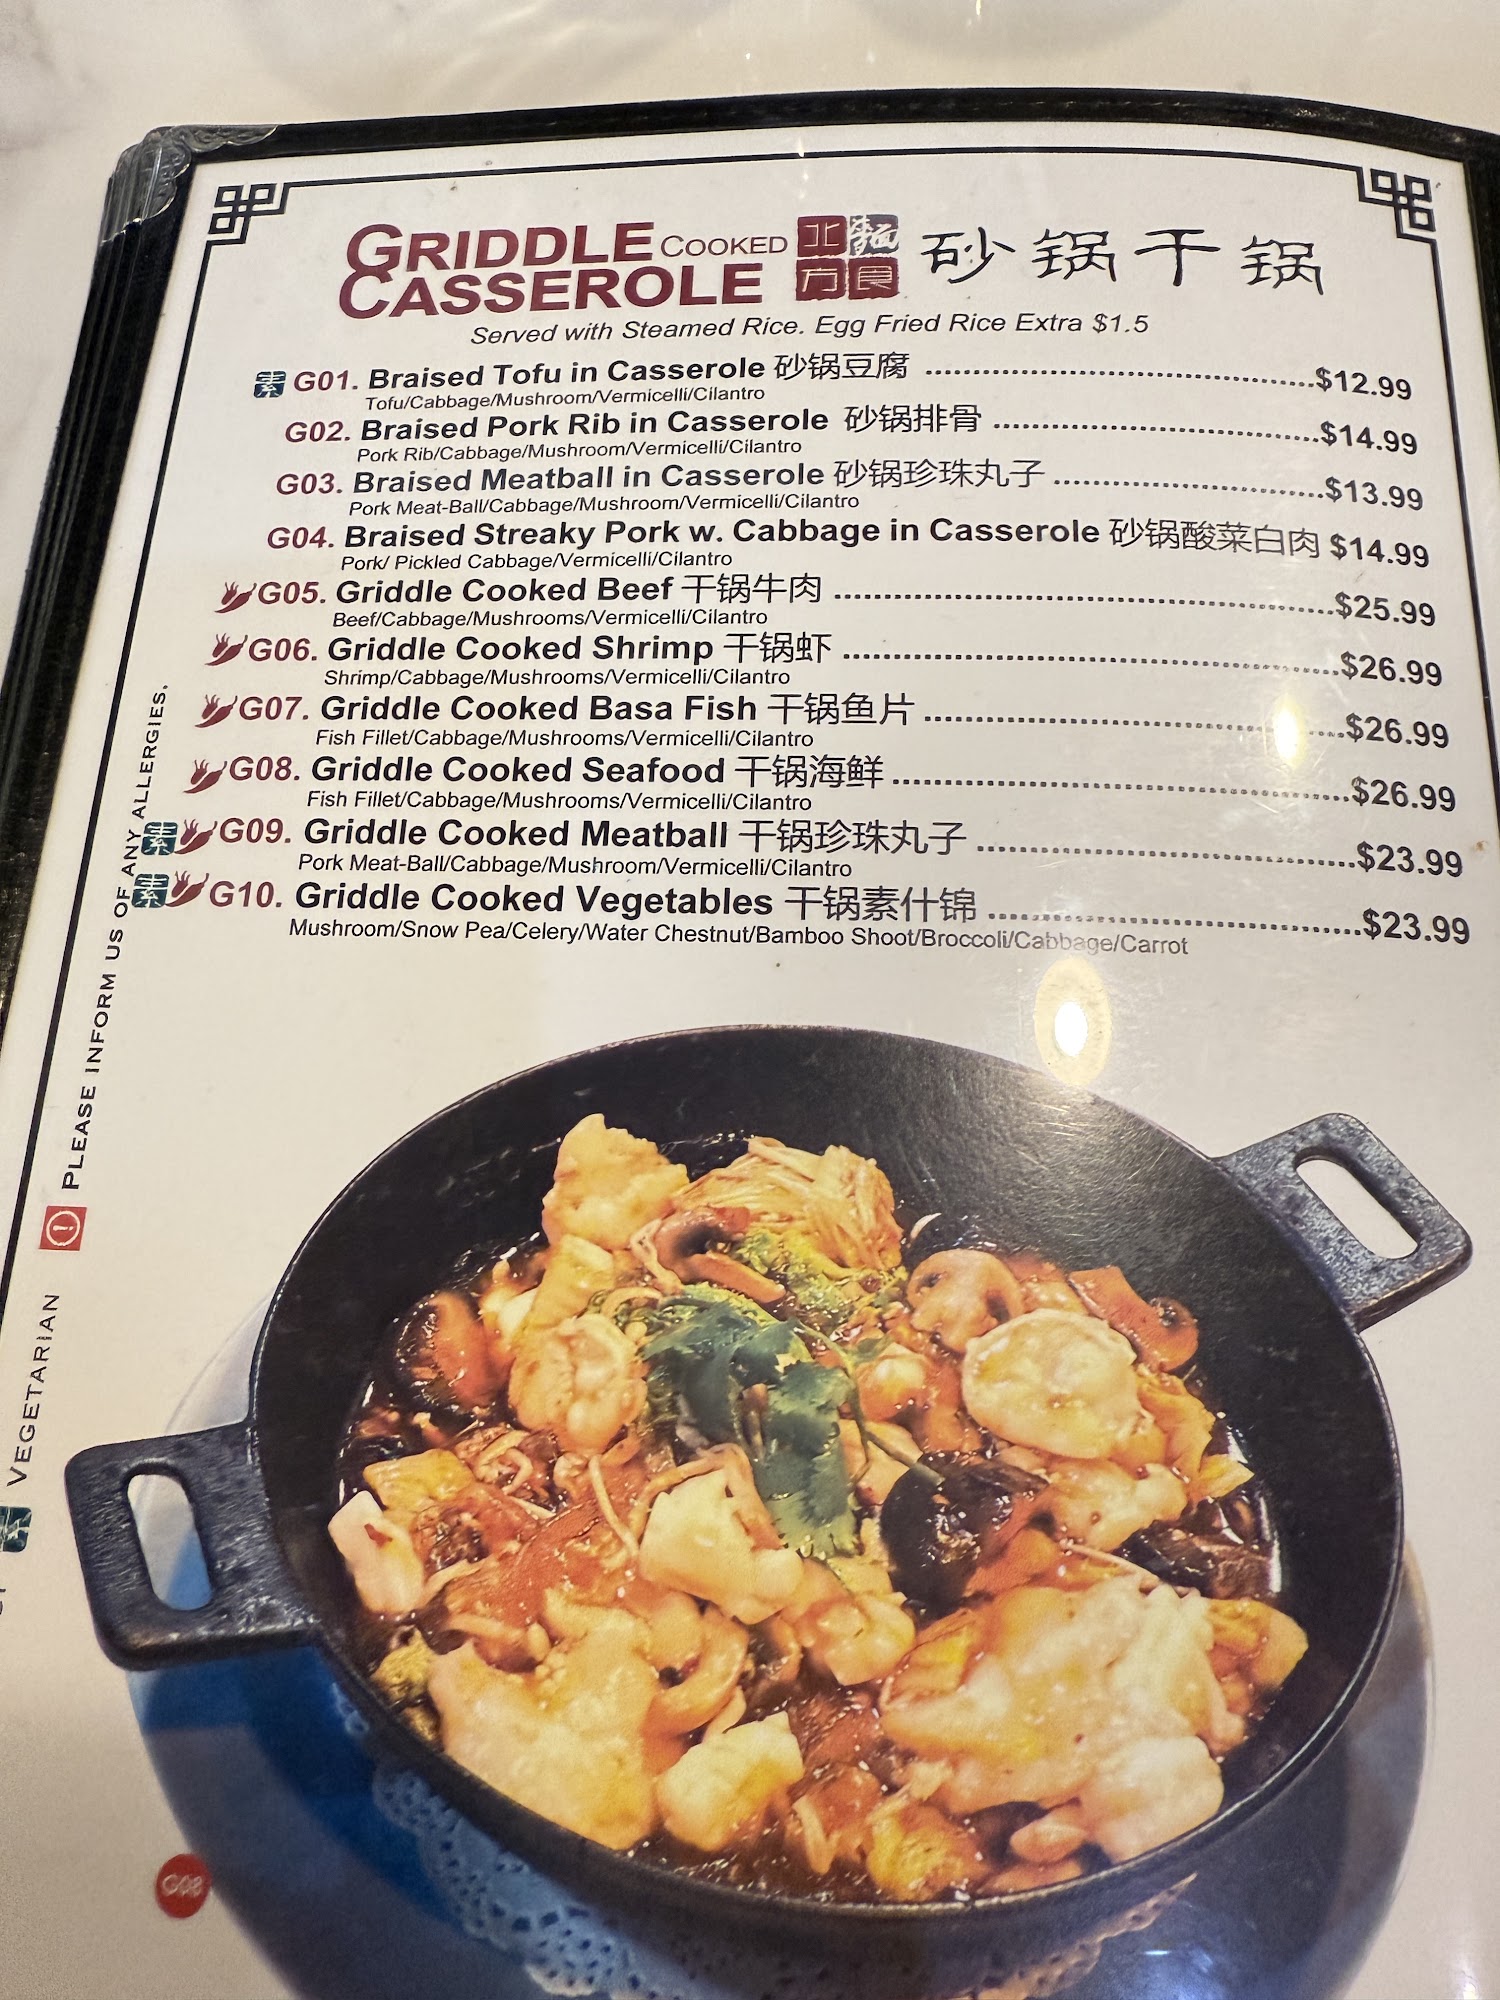 GRIDDLE COOKED
CASSEROLE
北麵
方食
砂锅干锅
Served with Steamed Rice. Egg Fried Rice Extra $1.5
素 G01. Braised Tofu in Casserole 砂锅豆腐 $12.99
Tofu/Cabbage/Mushroom/Vermicelli/Cilantro
G02. Braised Pork Rib in Casserole 砂锅排骨 $14.99
Pork Rib/Cabbage/Mushroom/Vermicelli/Cilantro
G03. Braised Meatball in Casserole 砂锅珍珠丸子 $13.99
Pork Meat-Ball/Cabbage/Mushroom/Vermicelli/Cilantro
G04. Braised Streaky Pork w. Cabbage in Casserole 砂锅酸菜白肉 $14.99
Pork/ Pickled Cabbage/Vermicelli/Cilantro
G05. Griddle Cooked Beef 干锅牛肉 $25.99
Beef/Cabbage/Mushrooms/Vermicelli/Cilantro
G06. Griddle Cooked Shrimp 干锅虾 $26.99
Shrimp/Cabbage/Mushrooms/Vermicelli/Cilantro
G07. Griddle Cooked Basa Fish 干锅鱼片 $26.99
Fish Fillet/Cabbage/Mushrooms/Vermicelli/Cilantro
G08. Griddle Cooked Seafood 干锅海鲜 $26.99
Fish Fillet/Cabbage/Mushrooms/Vermicelli/Cilantro
素 G09. Griddle Cooked Meatball 干锅珍珠丸子 $23.99
Pork Meat-Ball/Cabbage/Mushroom/Vermicelli/Cilantro
素 G10. Griddle Cooked Vegetables 干锅素什锦 $23.99
Mushroom/Snow Pea/Celery/Water Chestnut/Bamboo Shoot/Broccoli/Cabbage/Carrot
素 VEGETARIAN
PLEASE INFORM US OF ANY ALLERGIES.
G08